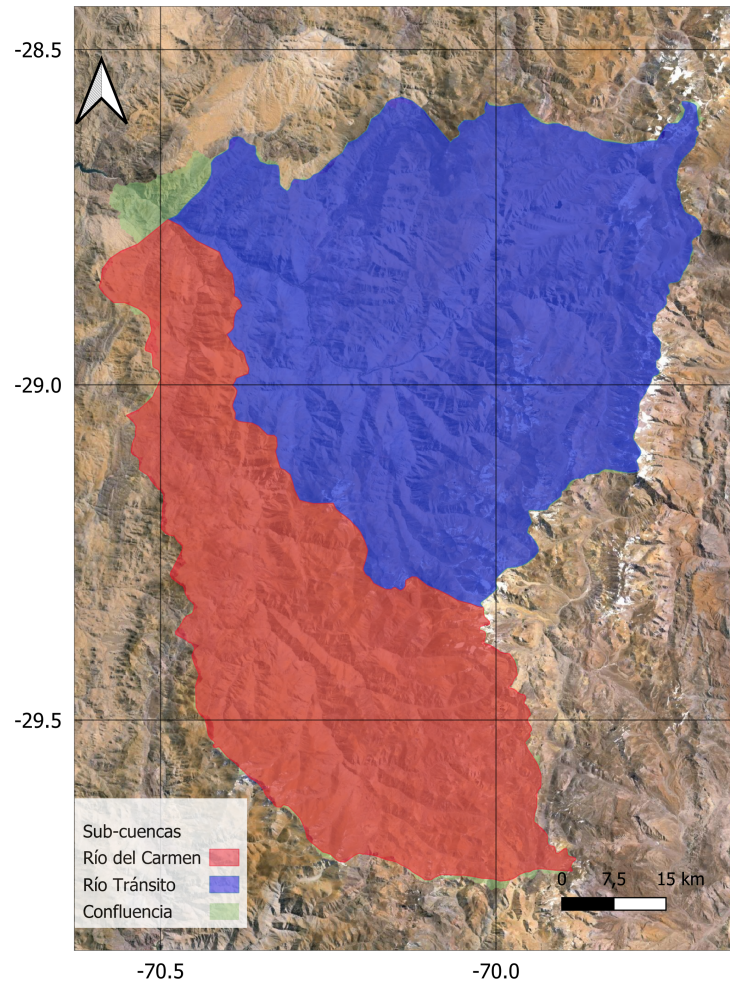 -28.5
-29.0
-29.5
Sub-cuencas
Río del Carmen
Río Tránsito
Confluencia
0 7,5 15 km
-70.5 -70.0